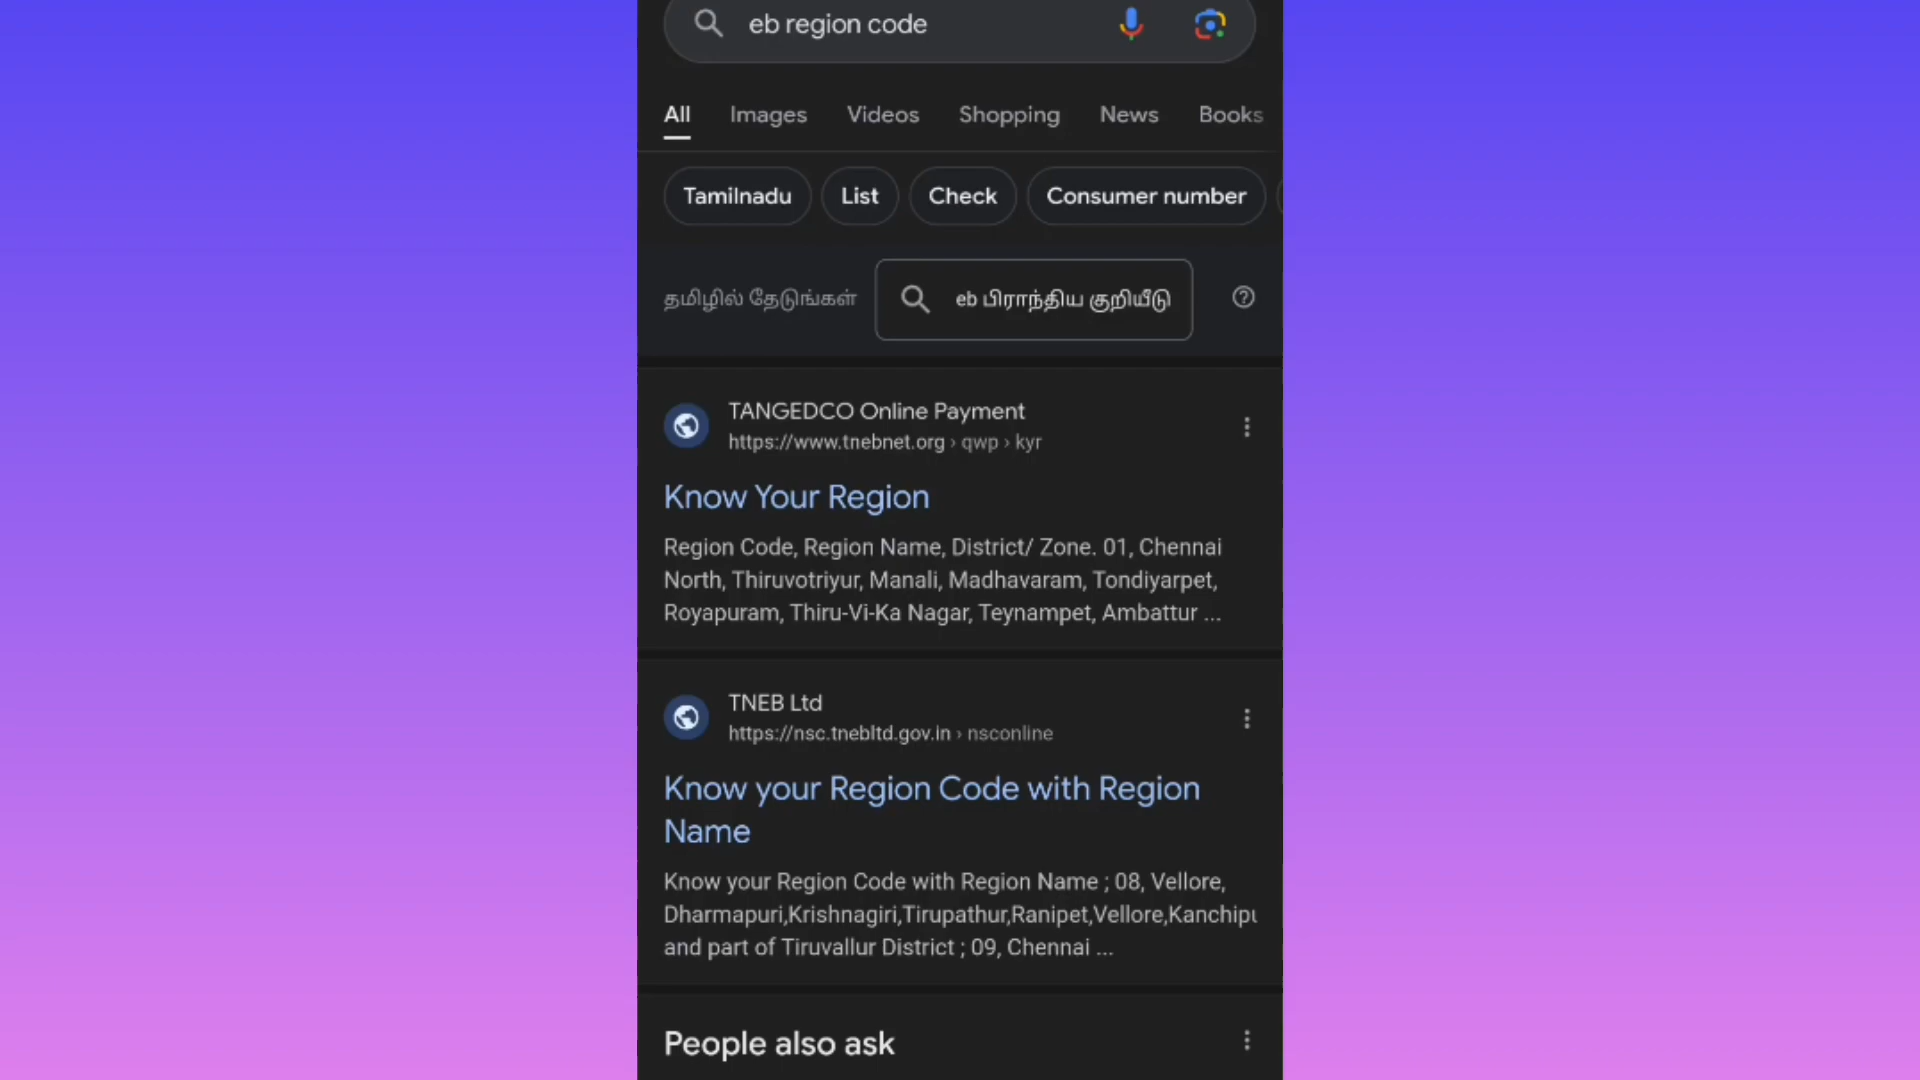 eb region code
All Images Videos Shopping News Books
Tamilnadu List Check Consumer number
தமிழில் தேடுங்கள் eb பிராந்திய குறியீடு
TANGEDCO Online Payment
https://www.tnebnet.org › qwp › kyr
Know Your Region
Region Code, Region Name, District/ Zone. 01, Chennai
North, Thiruvotriyur, Manali, Madhavaram, Tondiyarpet,
Royapuram, Thiru-Vi-Ka Nagar, Teynampet, Ambattur ...
TNEB Ltd
https://nsc.tnebltd.gov.in › nsconline
Know your Region Code with Region
Name
Know your Region Code with Region Name ; 08, Vellore,
Dharmapuri,Krishnagiri,Tirupathur,Ranipet,Vellore,Kanchipu
and part of Tiruvallur District ; 09, Chennai ...
People also ask